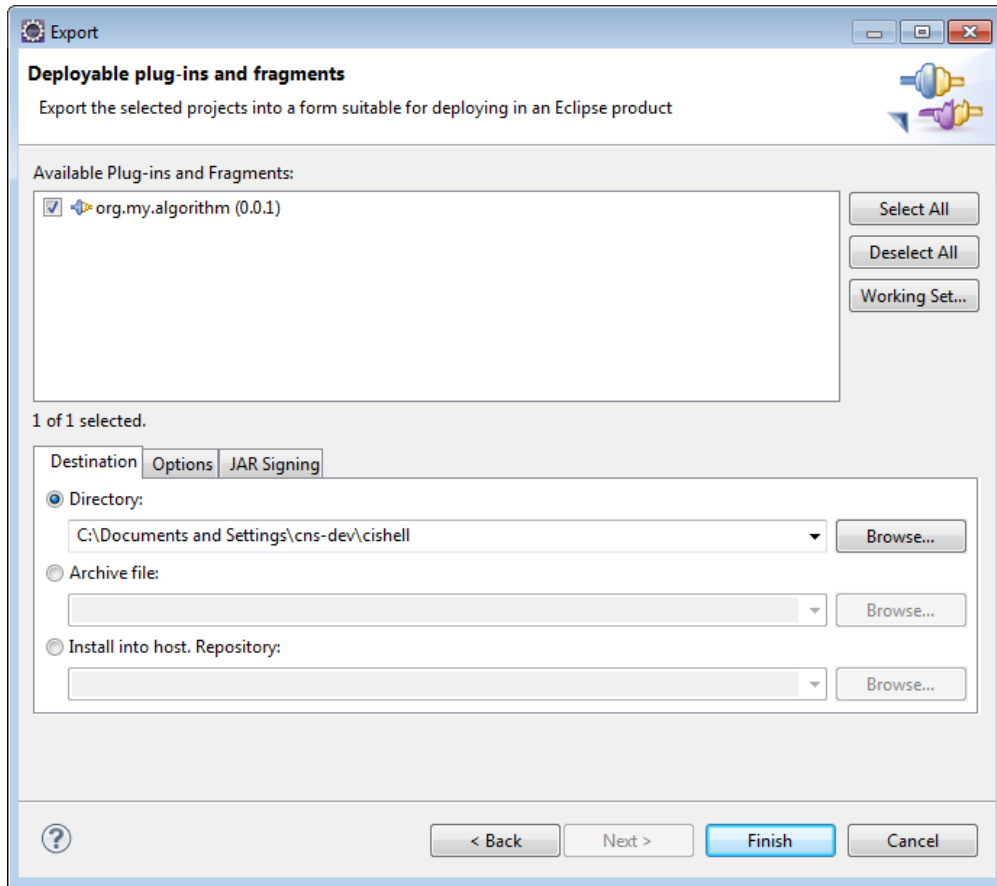 Export
Deployable plug-ins and fragments
Export the selected projects into a form suitable for deploying in an Eclipse product
Available Plug-ins and Fragments:
org.my.algorithm (0.0.1)
Select All
Deselect All
Working Set...
1 of 1 selected.
Destination Options JAR Signing
Directory:
C:\Documents and Settings\cns-dev\cishell Browse...
Archive file:
Browse...
Install into host. Repository:
Browse...
? < Back Next > Finish Cancel